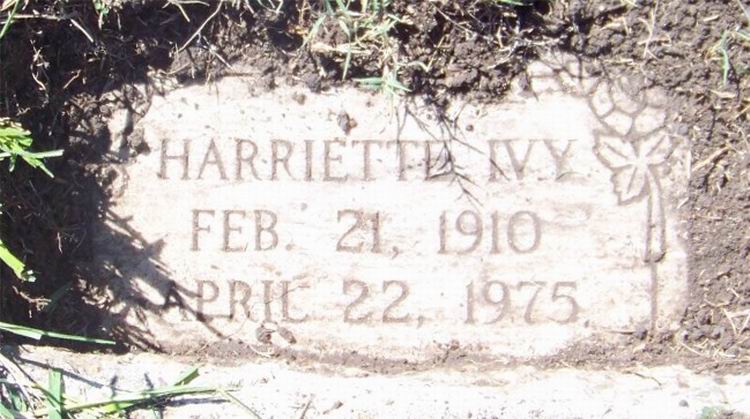 HARRIETTE IVY
FEB. 21, 1910
APRIL 22, 1975